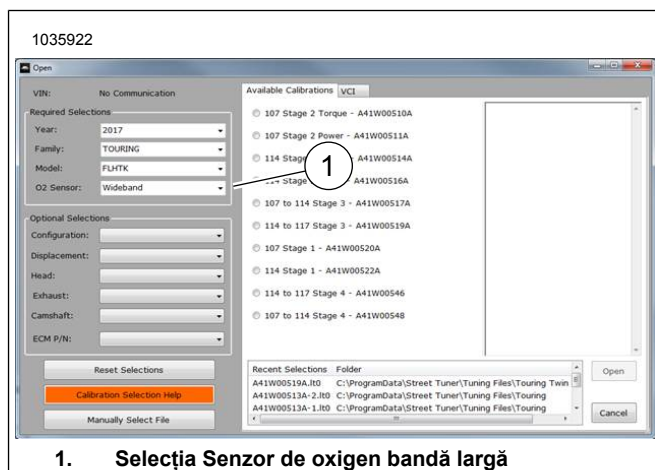 1035922
Open
VIN: No Communication
Required Selections
Year: 2017
Family: TOURING
Model: FLHTK
O2 Sensor: Wideband
Optional Selections
Configuration:
Displacement:
Head:
Exhaust:
Camshaft:
ECM P/N:
Reset Selections
Calibration Selection Help
Manually Select File
Available Calibrations VCI
107 Stage 2 Torque - A41W00510A
107 Stage 2 Power - A41W00511A
114 Stage - A41W00514A
114 Stage A41W00516A
107 to 114 Stage 3 - A41W00517A
114 to 117 Stage 3 - A41W00519A
107 Stage 1 - A41W00520A
114 Stage 1 - A41W00522A
114 to 117 Stage 4 - A41W00546
107 to 114 Stage 4 - A41W00548
1
Recent Selections Folder
A41W00519A.lt0 C:\ProgramData\Street Tuner\Tuning Files\Touring Twin
A41W00513A-2.lt0 C:\ProgramData\Street Tuner\Tuning Files\Touring
A41W00513A-1.lt0 C:\ProgramData\Street Tuner\Tuning Files\Touring
Open
Cancel
1. Selecția Senzor de oxigen bandă largă